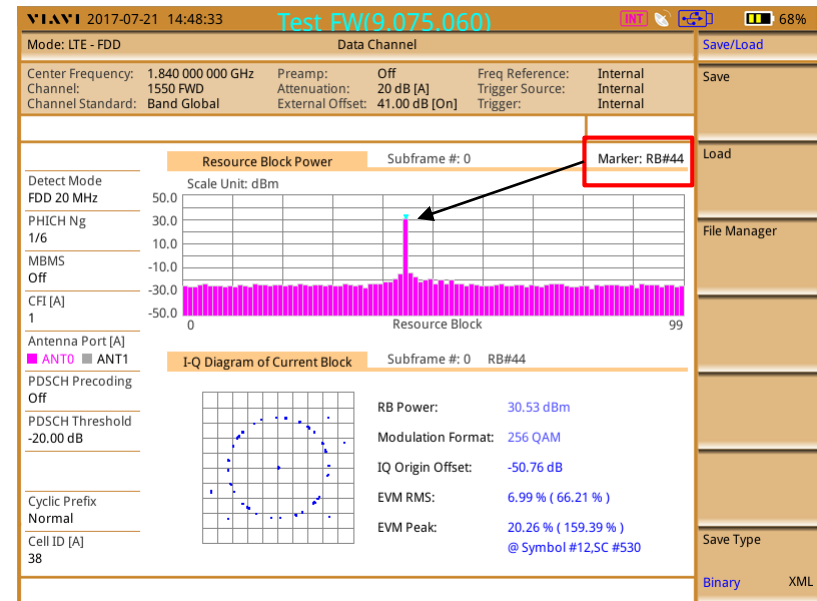 VIAVI 2017-07-21 14:48:33 Test FW(9.075.060) INT 68%
Mode: LTE - FDD Data Channel Save/Load
Center Frequency: 1.840 000 000 GHz Preamp: Off Freq Reference: Internal
Channel: 1550 FWD Attenuation: 20 dB [A] Trigger Source: Internal
Channel Standard: Band Global External Offset: 41.00 dB [On] Trigger: Internal
Save
Load
File Manager
Save Type
Binary XML
Resource Block Power Subframe #: 0 Marker: RB#44
Detect Mode
FDD 20 MHz
PHICH Ng
1/6
MBMS
Off
CFI [A]
1
Antenna Port [A]
ANT0 ANT1
PDSCH Precoding
Off
PDSCH Threshold
-20.00 dB
Cyclic Prefix
Normal
Cell ID [A]
38
Scale Unit: dBm
50.0
30.0
10.0
-10.0
-30.0
-50.0
0 Resource Block 99
I-Q Diagram of Current Block Subframe #: 0 RB#44
RB Power: 30.53 dBm
Modulation Format: 256 QAM
IQ Origin Offset: -50.76 dB
EVM RMS: 6.99 % ( 66.21 % )
EVM Peak: 20.26 % ( 159.39 % )
@ Symbol #12,SC #530